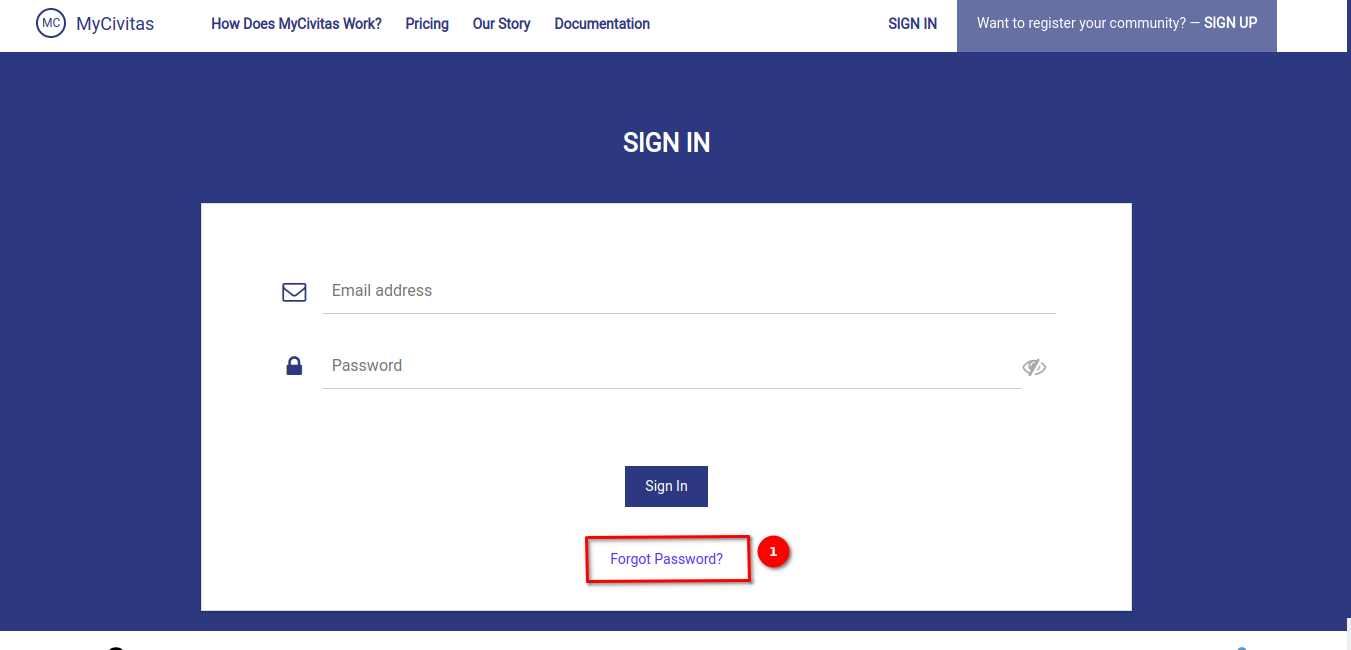 MC MyCivitas How Does MyCivitas Work? Pricing Our Story Documentation SIGN IN Want to register your community? — SIGN UP
SIGN IN
Email address
Password
Sign In
Forgot Password? 1